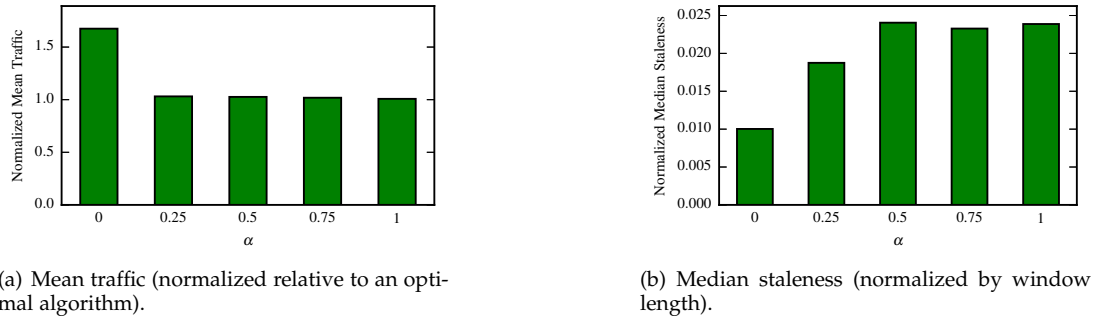 Normalized Mean Traffic
1.5
1.0
0.5
0.0
0 0.25 0.5 0.75 1
α
(a) Mean traffic (normalized relative to an opti-
mal algorithm).
Normalized Median Staleness
0.025
0.020
0.015
0.010
0.005
0.000
0 0.25 0.5 0.75 1
α
(b) Median staleness (normalized by window
length).